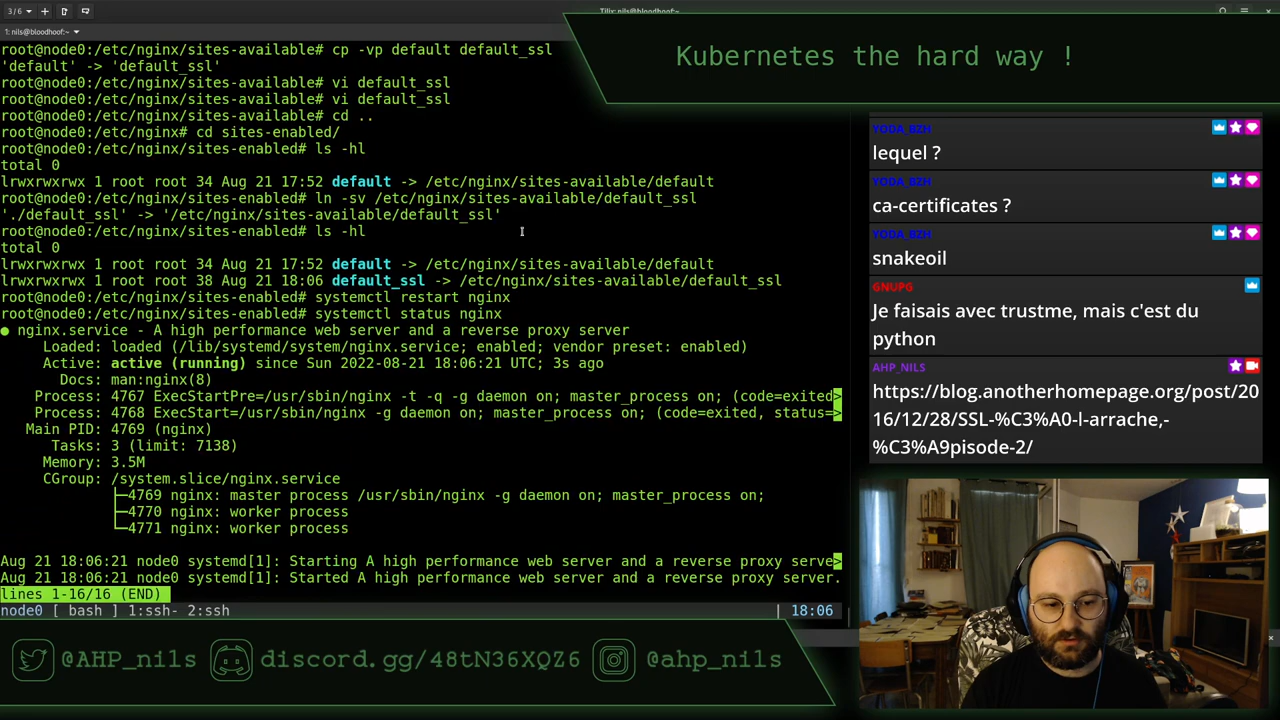 3/6
Tilix: nils@bloodhoof:~
1: nils@bloodhoof:~
root@node0:/etc/nginx/sites-available# cp -vp default default_ssl
'default' -> 'default_ssl'
root@node0:/etc/nginx/sites-available# vi default_ssl
root@node0:/etc/nginx/sites-available# vi default_ssl
root@node0:/etc/nginx/sites-available# cd ..
root@node0:/etc/nginx# cd sites-enabled/
root@node0:/etc/nginx/sites-enabled# ls -hl
total 0
lrwxrwxrwx 1 root root 34 Aug 21 17:52 default -> /etc/nginx/sites-available/default
root@node0:/etc/nginx/sites-enabled# ln -sv /etc/nginx/sites-available/default_ssl
'./default_ssl' -> '/etc/nginx/sites-available/default_ssl'
root@node0:/etc/nginx/sites-enabled# ls -hl
total 0
lrwxrwxrwx 1 root root 34 Aug 21 17:52 default -> /etc/nginx/sites-available/default
lrwxrwxrwx 1 root root 38 Aug 21 18:06 default_ssl -> /etc/nginx/sites-available/default_ssl
root@node0:/etc/nginx/sites-enabled# systemctl restart nginx
root@node0:/etc/nginx/sites-enabled# systemctl status nginx
● nginx.service - A high performance web server and a reverse proxy server
Loaded: loaded (/lib/systemd/system/nginx.service; enabled; vendor preset: enabled)
Active: active (running) since Sun 2022-08-21 18:06:21 UTC; 3s ago
Docs: man:nginx(8)
Process: 4767 ExecStartPre=/usr/sbin/nginx -t -q -g daemon on; master_process on; (code=exited>
Process: 4768 ExecStart=/usr/sbin/nginx -g daemon on; master_process on; (code=exited, status=>
Main PID: 4769 (nginx)
Tasks: 3 (limit: 7138)
Memory: 3.5M
CGroup: /system.slice/nginx.service
├─4769 nginx: master process /usr/sbin/nginx -g daemon on; master_process on;
├─4770 nginx: worker process
└─4771 nginx: worker process
Aug 21 18:06:21 node0 systemd[1]: Starting A high performance web server and a reverse proxy serve>
Aug 21 18:06:21 node0 systemd[1]: Started A high performance web server and a reverse proxy server.
lines 1-16/16 (END)
node0 [ bash ] 1:ssh- 2:ssh | 18:06
Kubernetes the hard way !
YODA_BZH
lequel ?
YODA_BZH
ca-certificates ?
YODA_BZH
snakeoil
GNUPG
Je faisais avec trustme, mais c'est du
python
AHP_NILS
https://blog.anotherhomepage.org/post/20
16/12/28/SSL-%C3%A0-l-arrache,-
%C3%A9pisode-2/
@AHP_nils
discord.gg/48tN36XQZ6
@ahp_nils